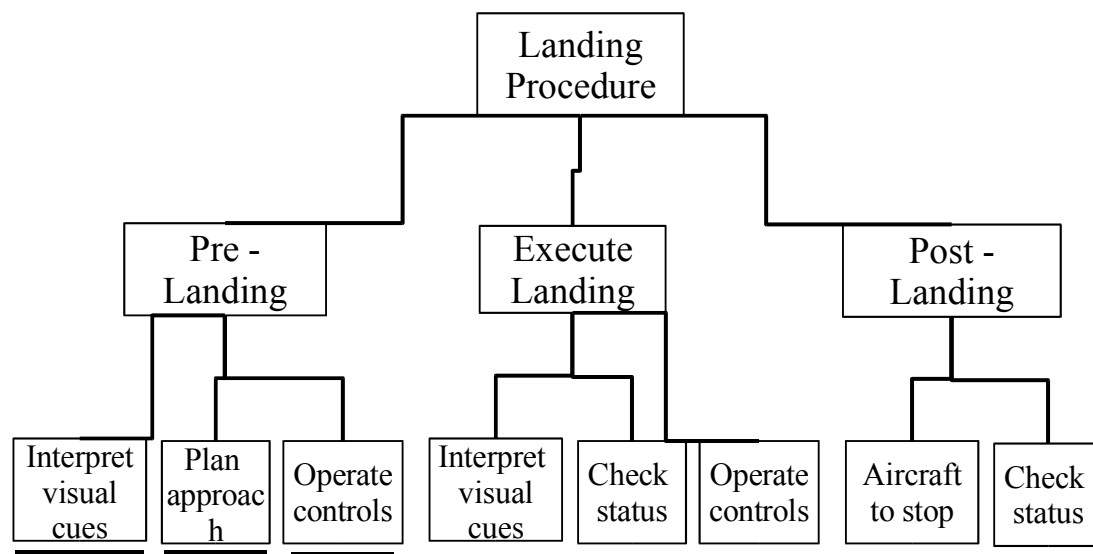 Landing
Procedure
Pre -
Landing
Execute
Landing
Post -
Landing
Interpret
visual
cues
Plan
approac
h
Operate
controls
Interpret
visual
cues
Check
status
Operate
controls
Aircraft
to stop
Check
status